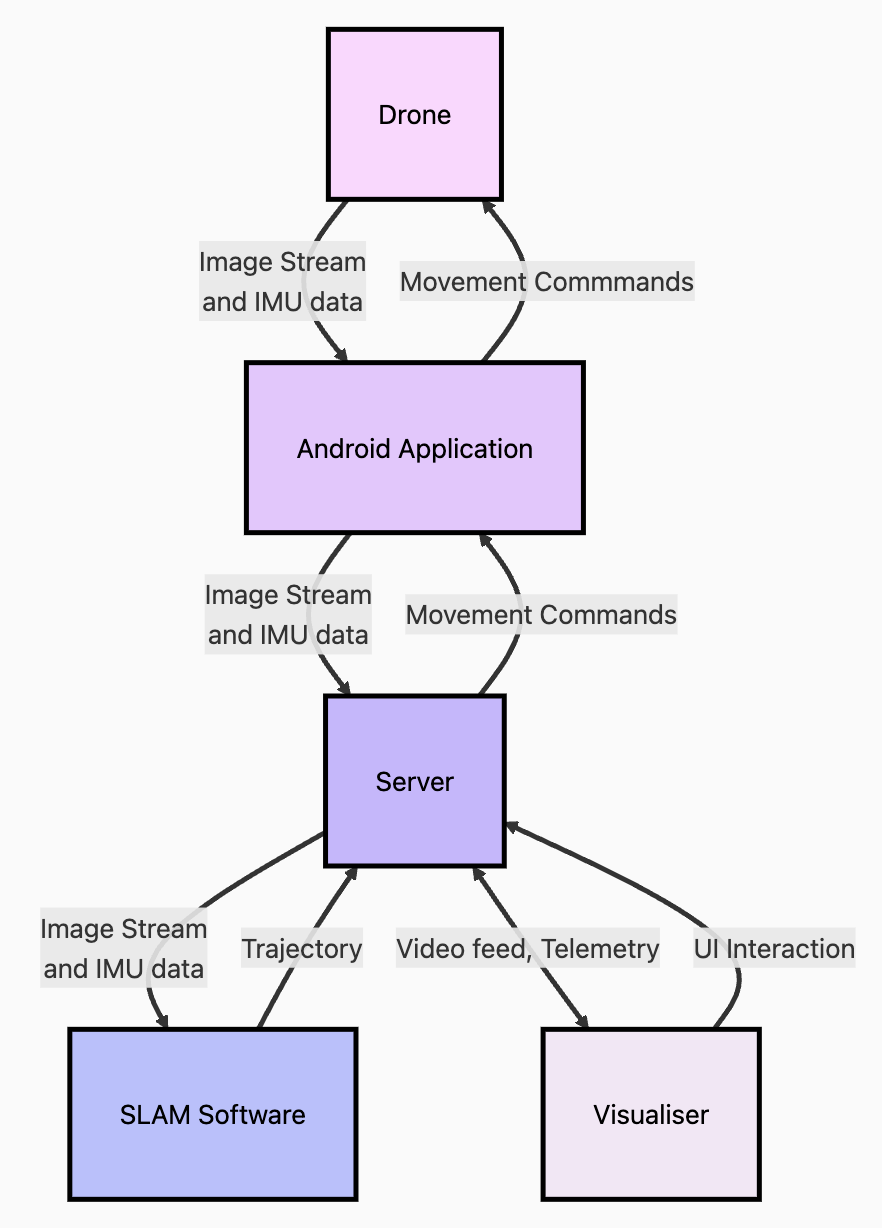 Drone
Image Stream
and IMU data
Movement Commmands
Android Application
Image Stream
and IMU data
Movement Commands
Server
Image Stream
and IMU data
Trajectory
Video feed, Telemetry
UI Interaction
SLAM Software
Visualiser